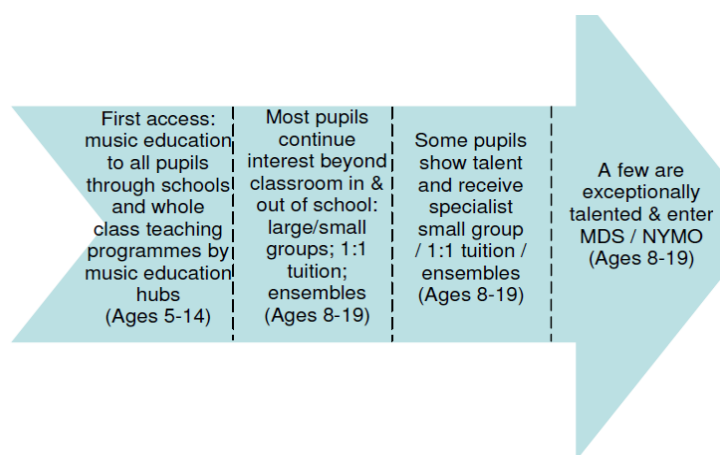 First access:
music education
to all pupils
through schools
and whole
class teaching
programmes by
music education
hubs
(Ages 5-14)
Most pupils
continue
interest beyond
classroom in &
out of school:
large/small
groups; 1:1
tuition;
ensembles
(Ages 8-19)
Some pupils
show talent
and receive
specialist
small group
/ 1:1 tuition /
ensembles
(Ages 8-19)
A few are
exceptionally
talented & enter
MDS / NYMO
(Ages 8-19)